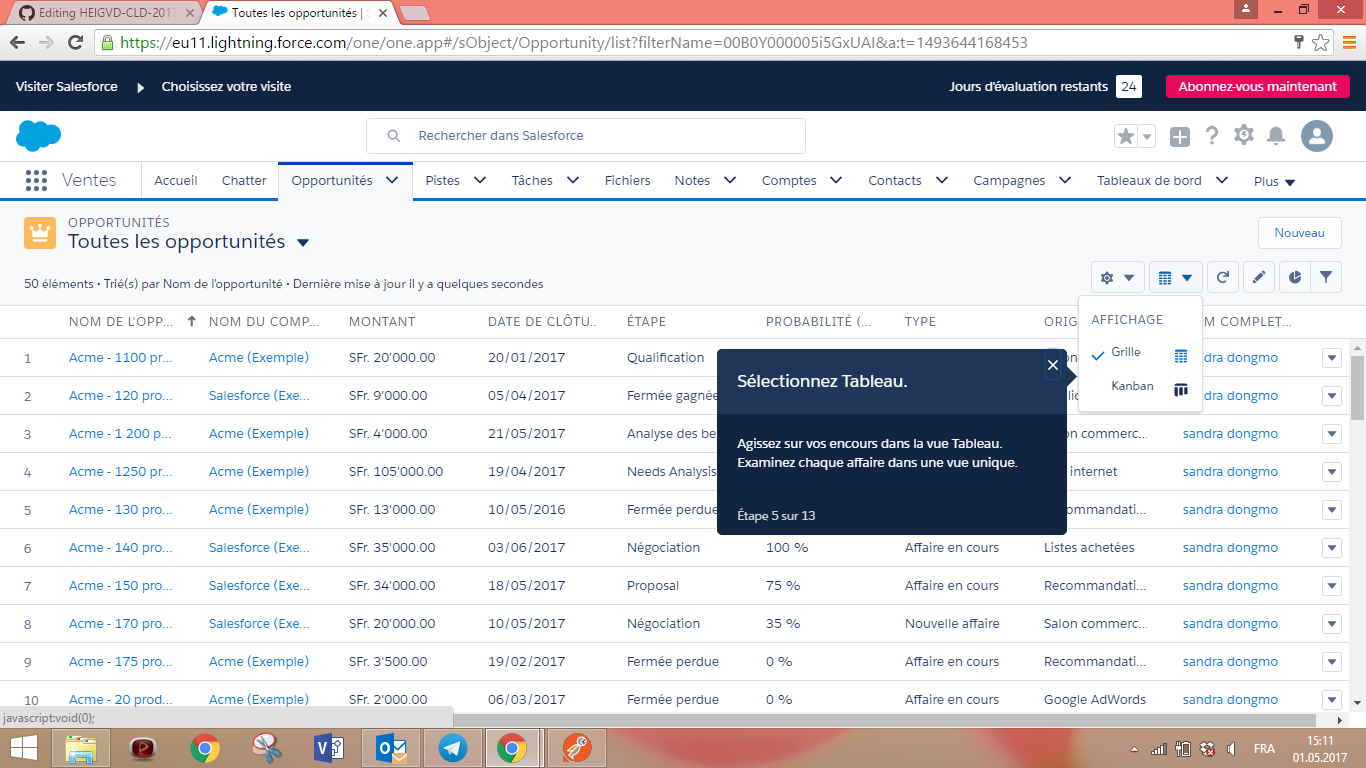 Editing HEIGVD-CLD-2017
Toutes les opportunités | S
https://eu11.lightning.force.com/one/one.app#/sObject/Opportunity/list?filterName=00B0Y000005i5GxUAI&a:t=1493644168453
Visiter Salesforce Choisissez votre visite Jours d'évaluation restants 24 Abonnez-vous maintenant
Rechercher dans Salesforce
Ventes Accueil Chatter Opportunités Pistes Tâches Fichiers Notes Comptes Contacts Campagnes Tableaux de bord Plus
OPPORTUNITÉS
Toutes les opportunités
Nouveau
50 éléments • Trié(s) par Nom de l'opportunité • Dernière mise à jour il y a quelques secondes
NOM DE L'OPP... NOM DU COMP... MONTANT DATE DE CLÔTU... ÉTAPE PROBABILITÉ (... TYPE ORIG M COMPLET...
AFFICHAGE
Grille
Kanban
Sélectionnez Tableau.
Agissez sur vos encours dans la vue Tableau.
Examinez chaque affaire dans une vue unique.
Étape 5 sur 13
1 Acme - 1100 pr... Acme (Exemple) SFr. 20'000.00 20/01/2017 Qualification ndra dongmo
2 Acme - 120 pro... Salesforce (Exe... SFr. 9'000.00 05/04/2017 Fermée gagnée sandra dongmo
3 Acme - 1 200 p... Acme (Exemple) SFr. 4'000.00 21/05/2017 Analyse des be on commerc... sandra dongmo
4 Acme - 1250 pr... Acme (Exemple) SFr. 105'000.00 19/04/2017 Needs Analysis internet sandra dongmo
5 Acme - 130 pro... Acme (Exemple) SFr. 13'000.00 10/05/2016 Fermée perdue mmandati... sandra dongmo
6 Acme - 140 pro... Salesforce (Exe... SFr. 35'000.00 03/06/2017 Négociation 100 % Affaire en cours Listes achetées sandra dongmo
7 Acme - 150 pro... Salesforce (Exe... SFr. 34'000.00 18/05/2017 Proposal 75 % Affaire en cours Recommandati... sandra dongmo
8 Acme - 170 pro... Salesforce (Exe... SFr. 20'000.00 10/05/2017 Négociation 35 % Nouvelle affaire Salon commerc... sandra dongmo
9 Acme - 175 pro... Acme (Exemple) SFr. 3'500.00 19/02/2017 Fermée perdue 0 % Affaire en cours Recommandati... sandra dongmo
10 Acme - 20 prod... Acme (Exemple) SFr. 2'000.00 06/03/2017 Fermée perdue 0 % Affaire en cours Google AdWords sandra dongmo
javascript:void(0);
FRA
15:11
01.05.2017